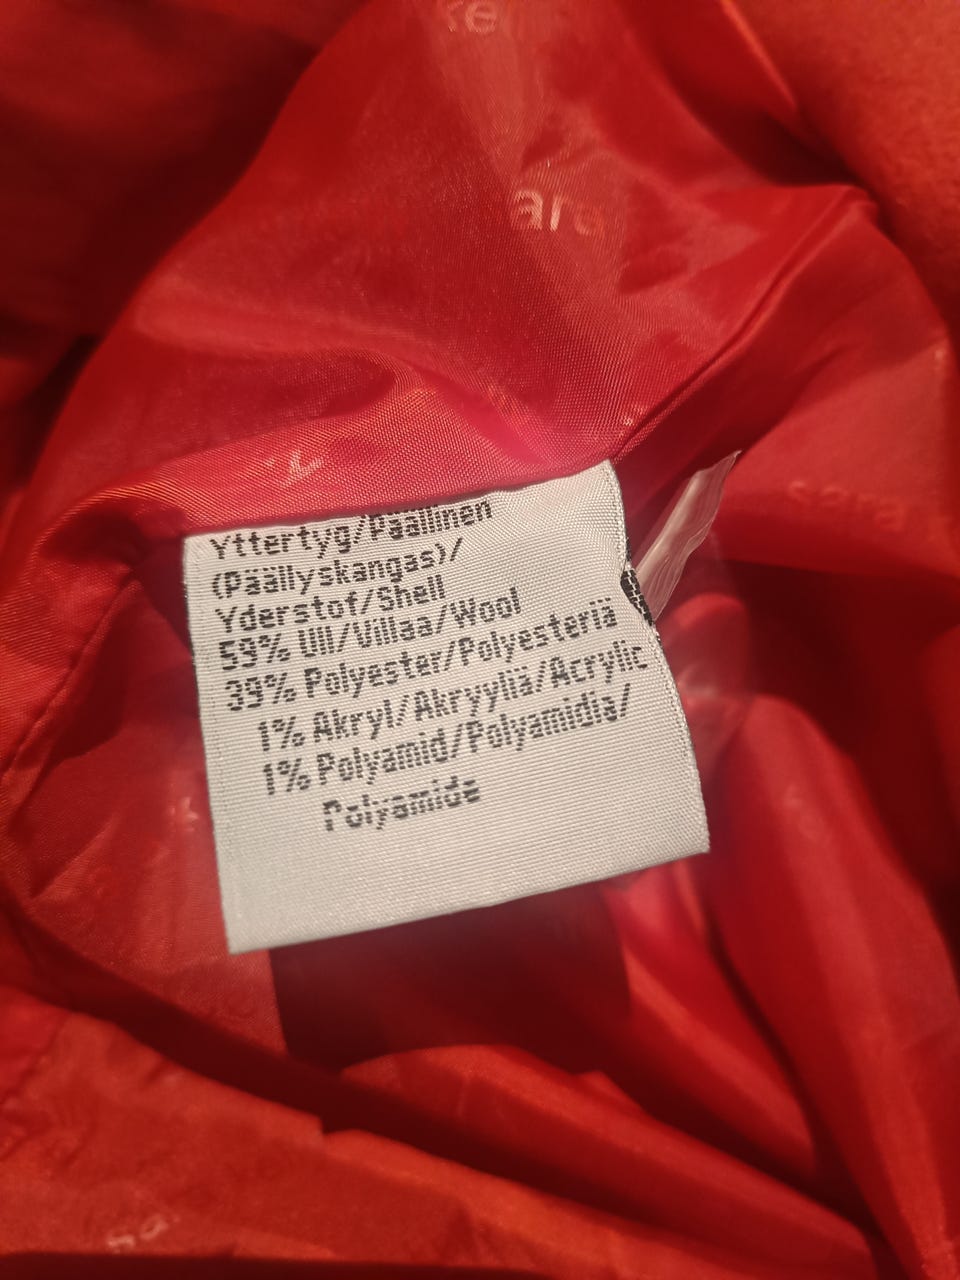 are
Yttertyg/Päällinen
(Päällyskangas)/
Yderstof/Shell
59% Ull/Villaa/Wool
39% Polyester/Polyesteriä
1% Akryl/Akryyliä/Acrylic
1% Polyamid/Polyamidia/
Polyamide